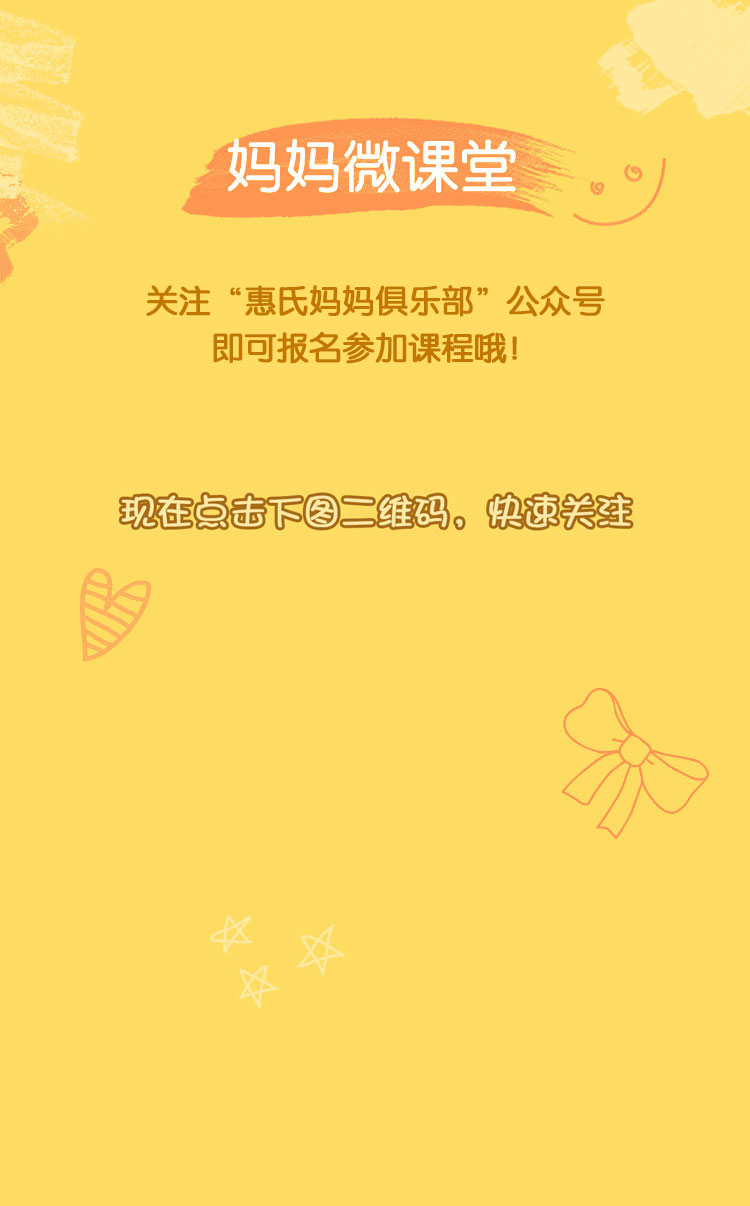 妈妈微课堂
关注“惠氏妈妈俱乐部”公众号
即可报名参加课程哦！
现在点击下图二维码，快速关注